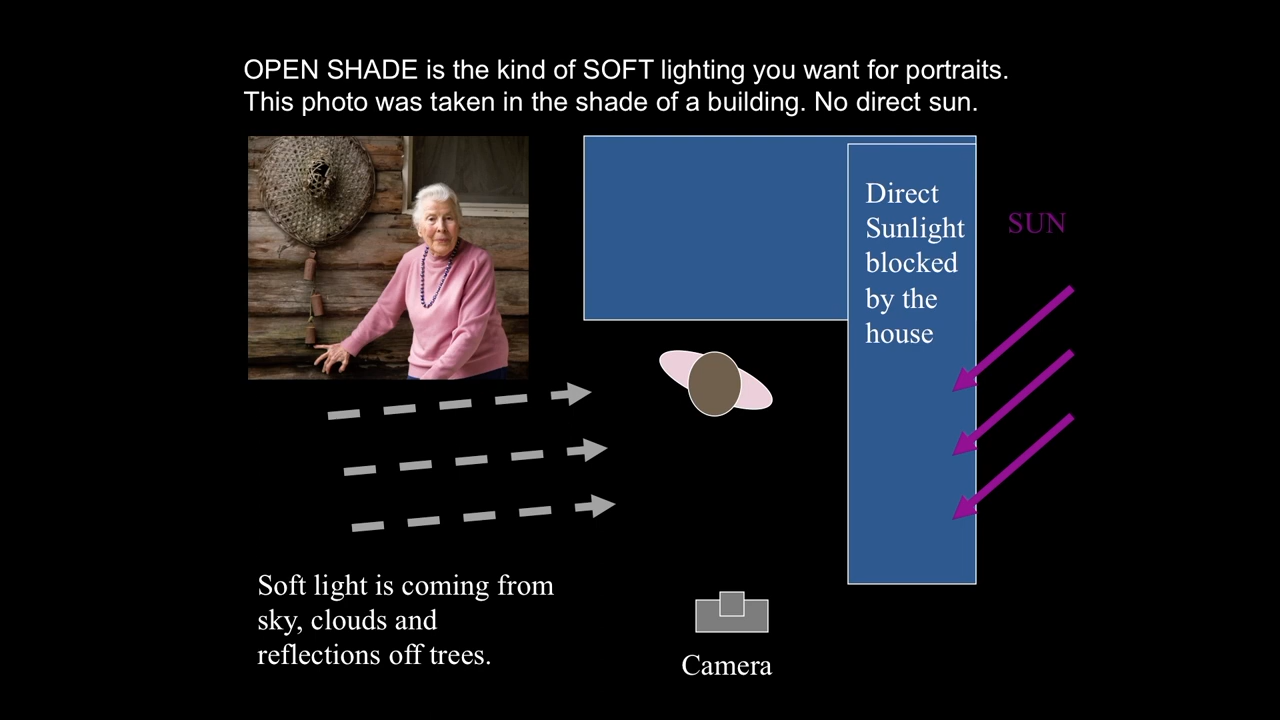 OPEN SHADE is the kind of SOFT lighting you want for portraits.
This photo was taken in the shade of a building. No direct sun.
Direct
Sunlight
blocked
by the
house
SUN
Soft light is coming from
sky, clouds and
reflections off trees.
Camera